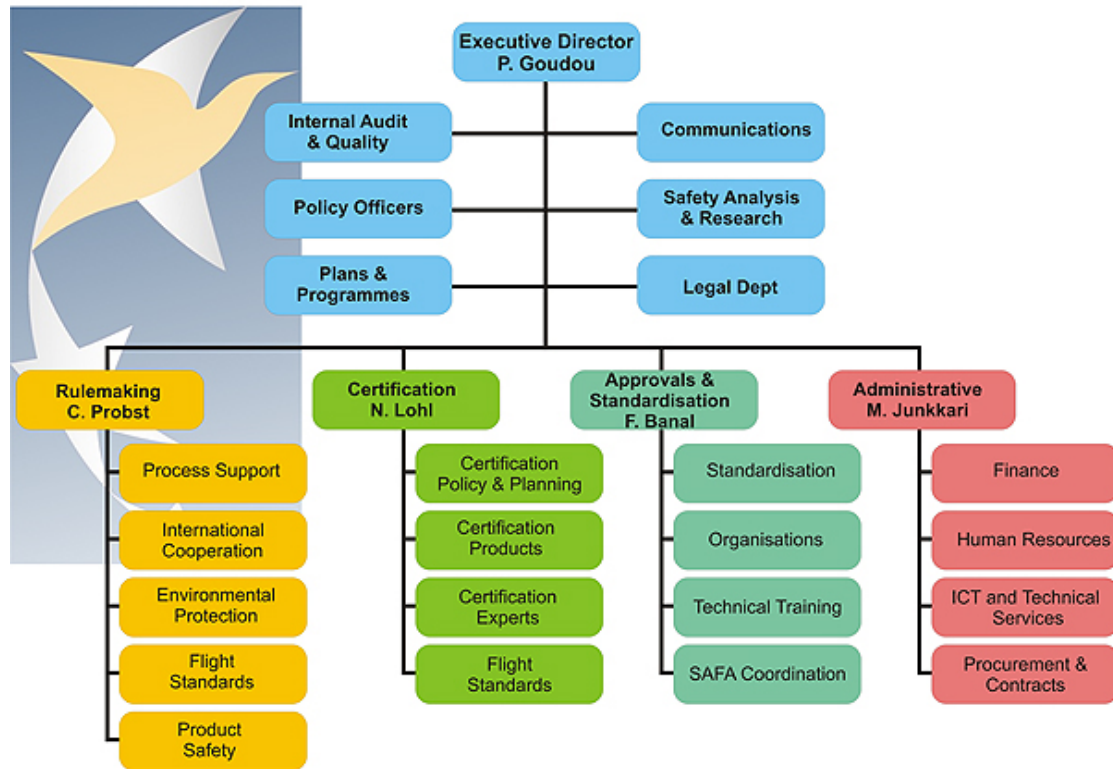 Executive Director
P. Goudou
Internal Audit
& Quality
Communications
Policy Officers
Safety Analysis
& Research
Plans &
Programmes
Legal Dept
Rulemaking
C. Probst
Process Support
International
Cooperation
Environmental
Protection
Flight
Standards
Product
Safety
Certification
N. Lohl
Certification
Policy & Planning
Certification
Products
Certification
Experts
Flight
Standards
Approvals &
Standardisation
F. Banal
Standardisation
Organisations
Technical Training
SAFA Coordination
Administrative
M. Junkkari
Finance
Human Resources
ICT and Technical
Services
Procurement &
Contracts